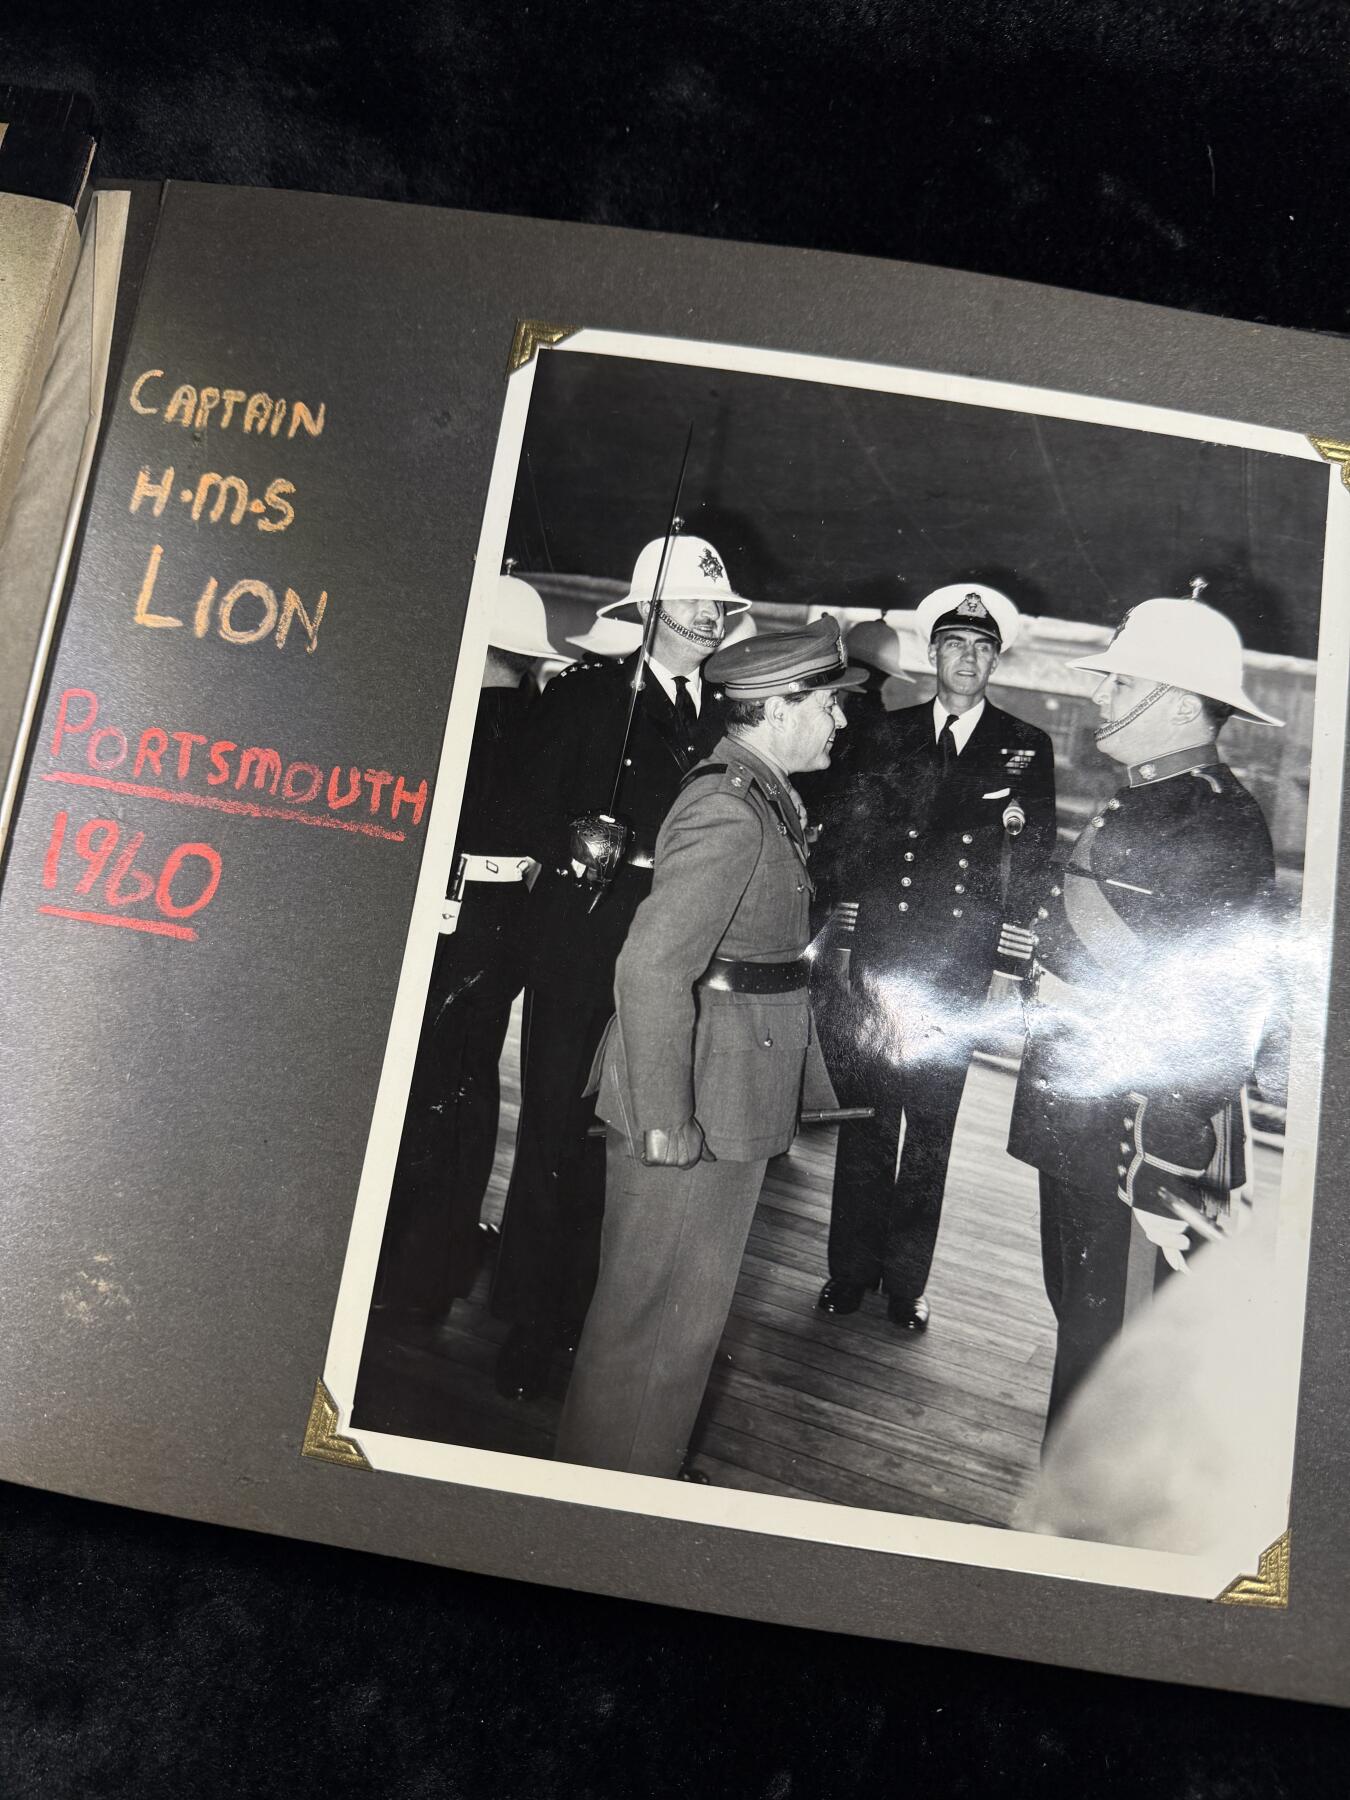 CAPTAIN
H·M·S
LION
PORTSMOUTH
1960